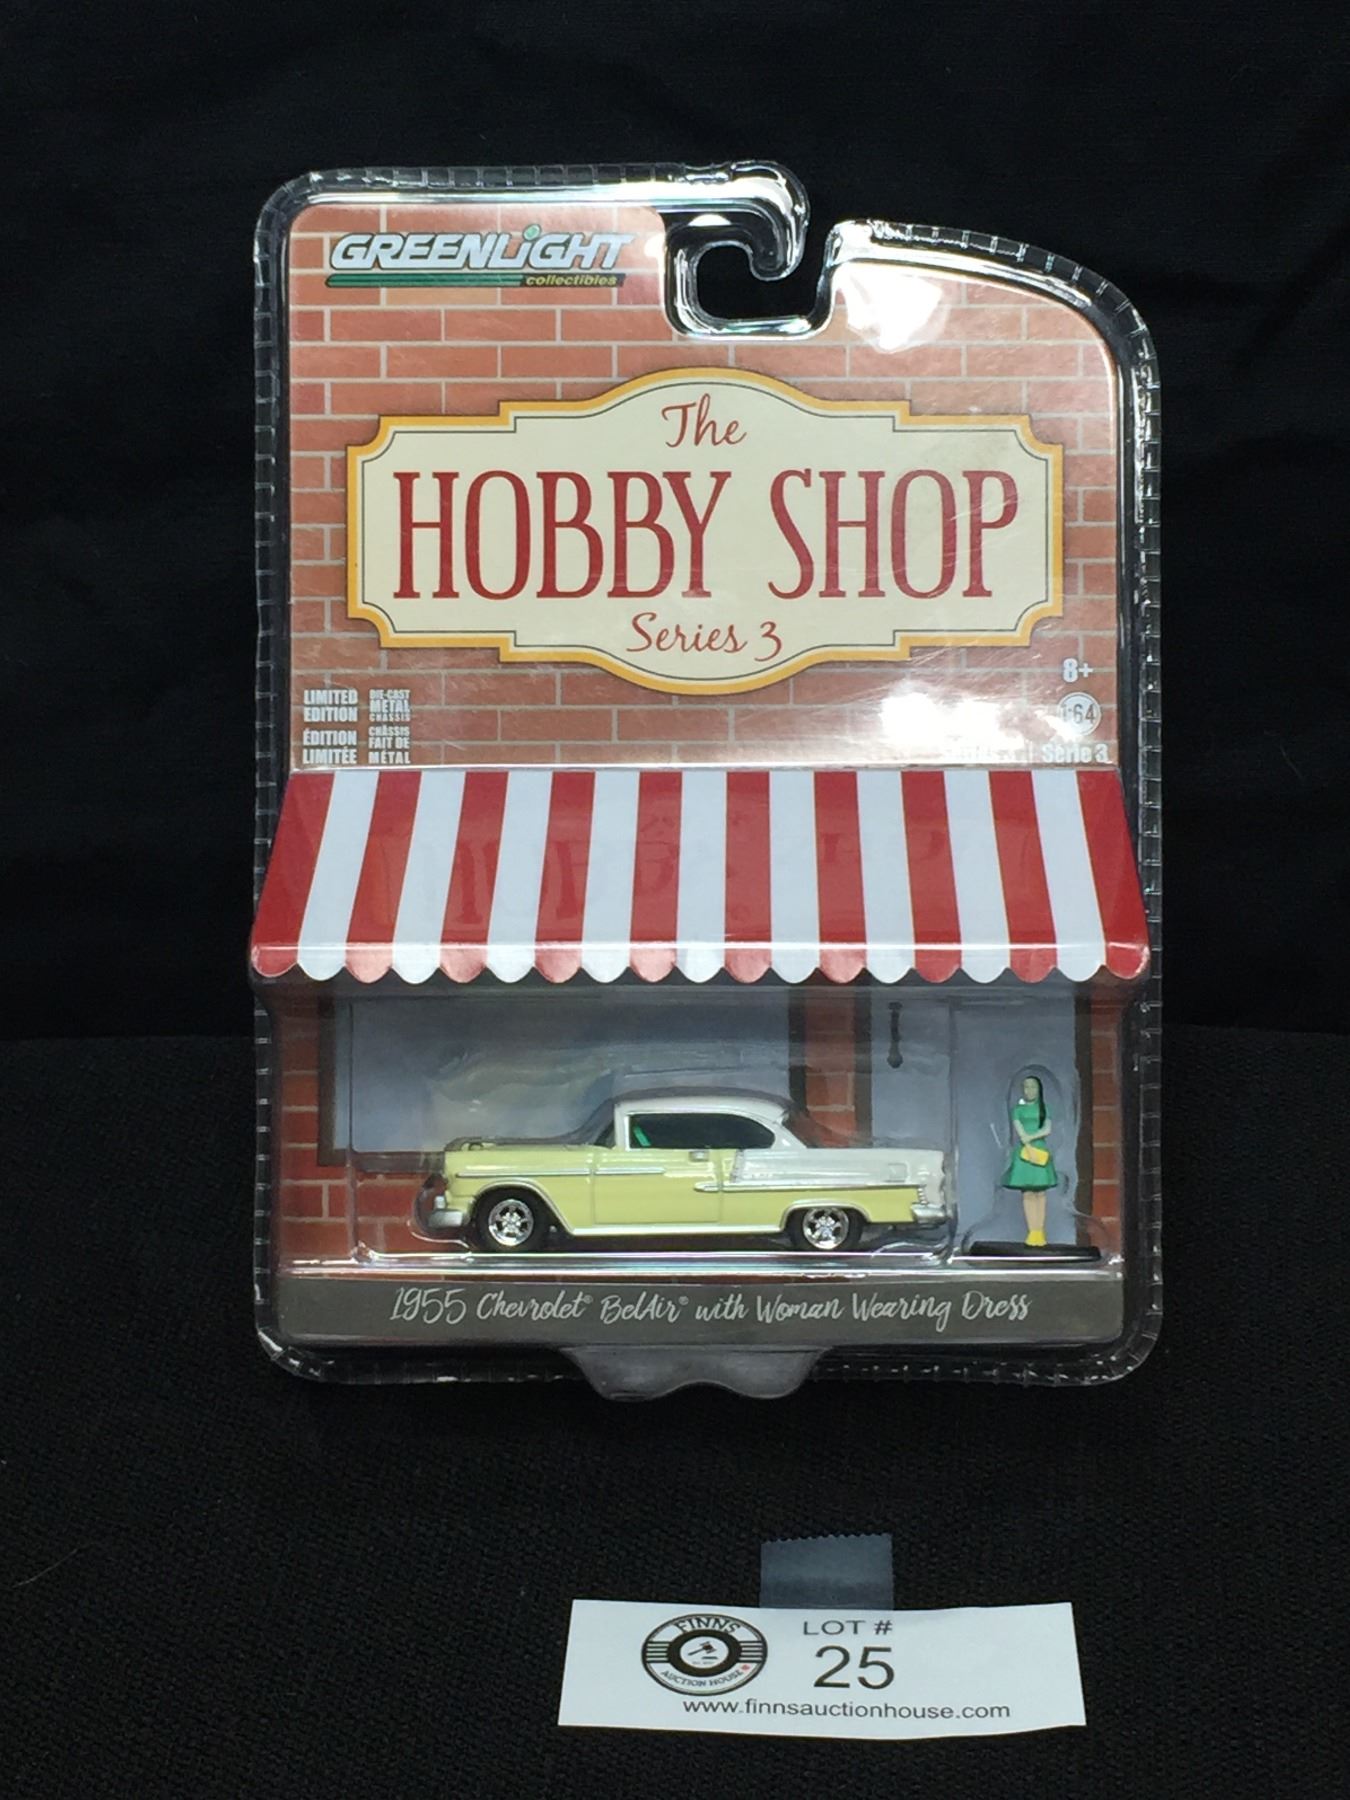 GREENLiGHT
collectibles
The
HOBBY SHOP
Series 3
8+
1:64
Série 3
LIMITED EDITION
DIE-CAST METAL CHASSIS
ÉDITION LIMITÉE
CHÂSSIS FAIT DE MÉTAL
1955 Chevrolet® BelAir® with Woman Wearing Dress
FINNS
AUCTION HOUSE
LOT #
25
www.finnsauctionhouse.com